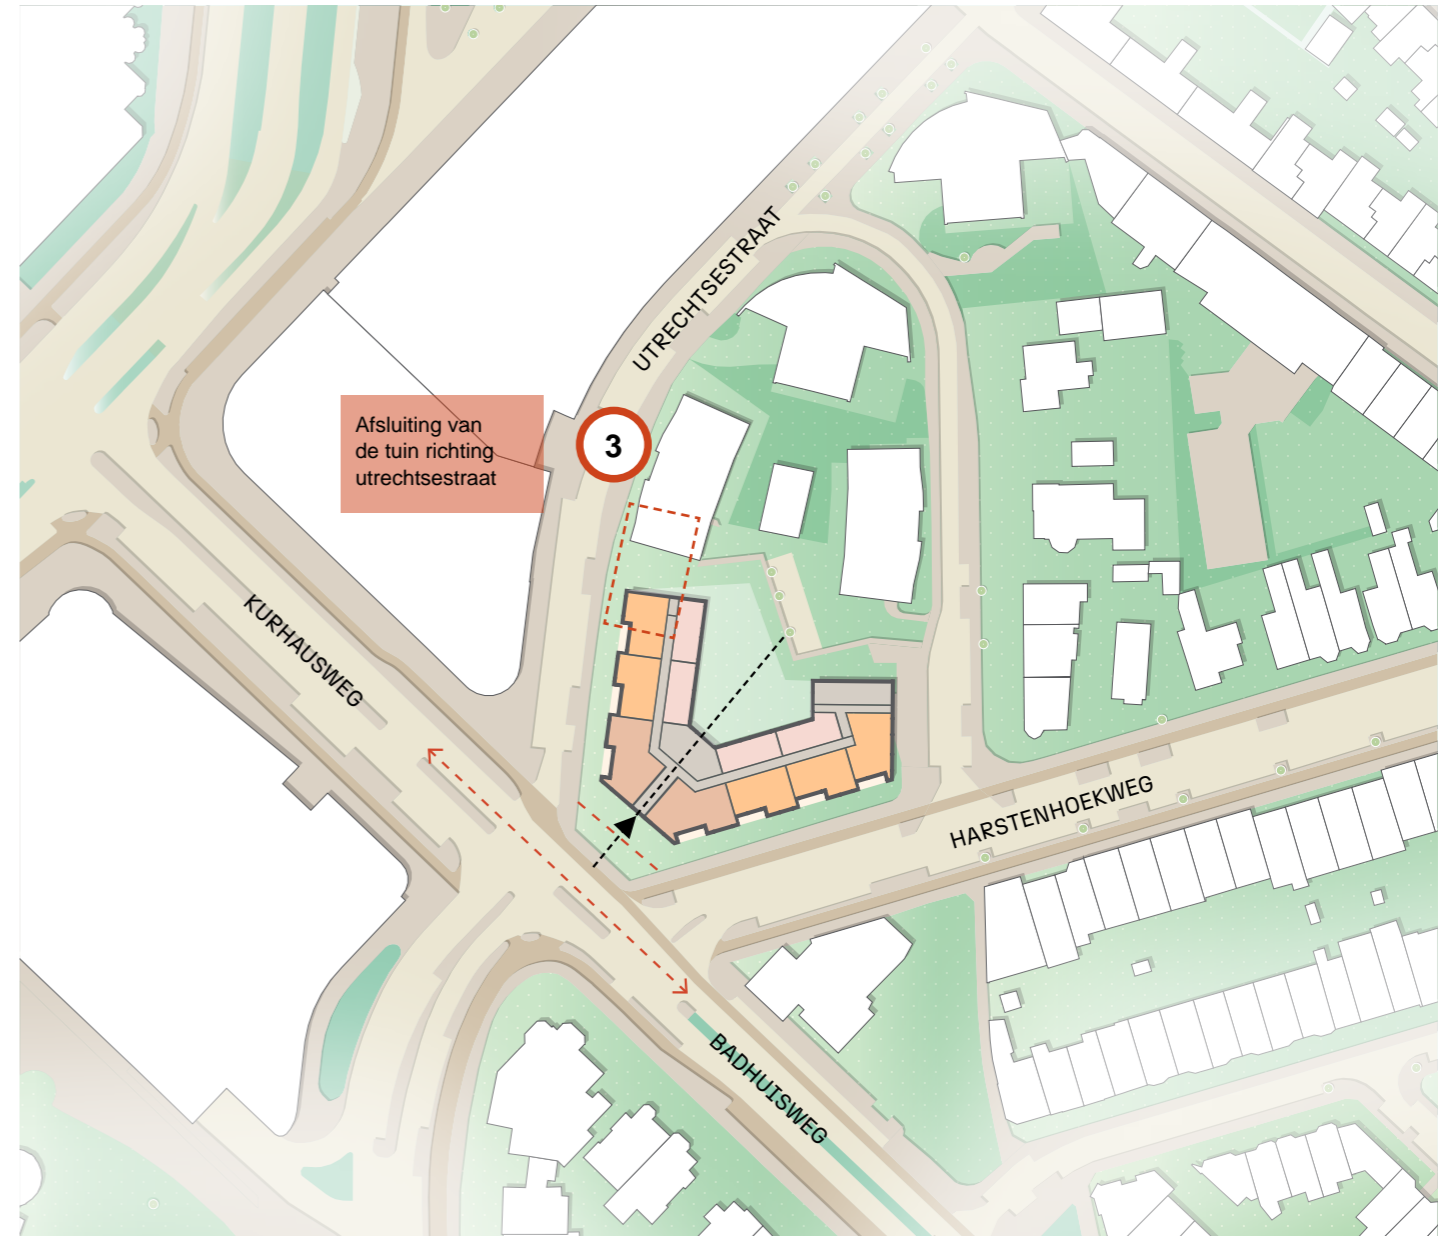 UTRECHTSESTRAAT
Afsluiting van
de tuin richting
utrechtsestraat
3
KURHAUSWEG
HARSTENHOEKWEG
BADHUISWEG